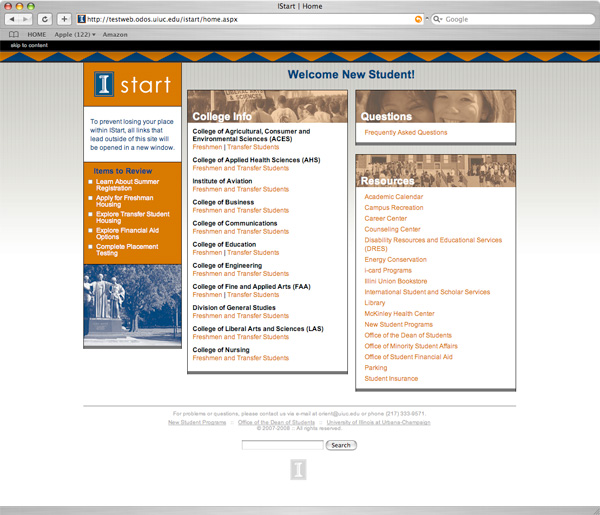 IStart | Home
http://testweb.odos.uiuc.edu/istart/home.aspx
Google
HOME Apple (122) Amazon
skip to content
I start
To prevent losing your place
within IStart, all links that
lead outside of this site will
be opened in a new window.
Items to Review
Learn About Summer
Registration
Apply for Freshman
Housing
Explore Transfer Student
Housing
Explore Financial Aid
Options
Complete Placement
Testing
Welcome New Student!
College Info
College of Agricultural, Consumer and
Environmental Sciences (ACES)
Freshmen | Transfer Students
College of Applied Health Sciences (AHS)
Freshmen and Transfer Students
Institute of Aviation
Freshmen and Transfer Students
College of Business
Freshmen and Transfer Students
College of Communications
Freshmen and Transfer Students
College of Education
Freshmen and Transfer Students
College of Engineering
Freshmen and Transfer Students
College of Fine and Applied Arts (FAA)
Freshmen and Transfer Students
Division of General Studies
Freshmen and Transfer Students
College of Liberal Arts and Sciences (LAS)
Freshmen and Transfer Students
College of Nursing
Freshmen and Transfer Students
Questions
Frequently Asked Questions
Resources
Academic Calendar
Campus Recreation
Career Center
Counseling Center
Disability Resources and Educational Services
(DRES)
Energy Conservation
i-card Programs
Illini Union Bookstore
International Student and Scholar Services
Library
McKinley Health Center
New Student Programs
Office of the Dean of Students
Office of Minority Student Affairs
Office of Student Financial Aid
Parking
Student Insurance
For problems or questions, please contact us via e-mail at orient@uiuc.edu or phone (217) 333-8571.
New Student Programs :: Office of the Dean of Students :: University of Illinois at Urbana-Champaign
© 2007-2008 :: All rights reserved
Search
I